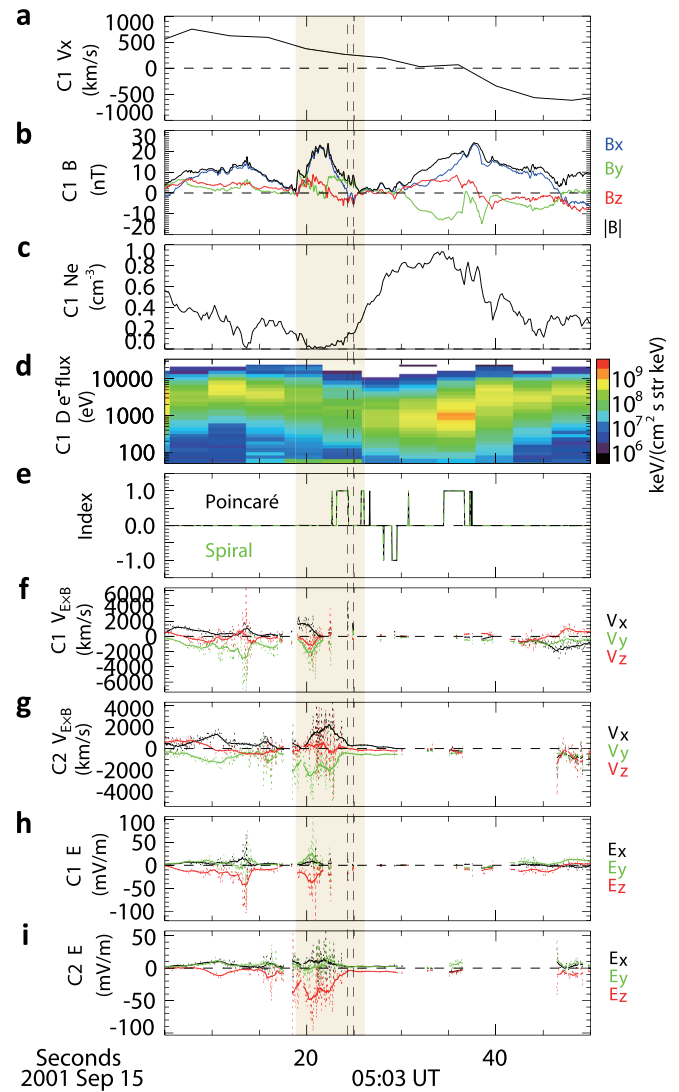 a
C1 Vx
(km/s)
1000
500
0
-500
-1000
b
C1 B
(nT)
30
20
10
0
-10
-20
Bx
By
Bz
|B|
c
C1 Ne
(cm-3)
1.0
0.8
0.6
0.4
0.2
0
d
C1 D e-flux
(eV)
10000
1000
100
10⁹
10⁸
10⁷
10⁶
keV/(cm² s str keV)
e
Index
1.0
0.0
-1.0
Poincaré
Spiral
f
C1 VExB
(km/s)
6000
4000
2000
0
-2000
-4000
-6000
Vx
Vy
Vz
g
C2 VExB
(km/s)
4000
2000
0
-2000
-4000
Vx
Vy
Vz
h
C1 E
(mV/m)
100
50
0
-50
-100
Ex
Ey
Ez
i
C2 E
(mV/m)
50
0
-50
-100
Ex
Ey
Ez
Seconds 20 40
2001 Sep 15 05:03 UT